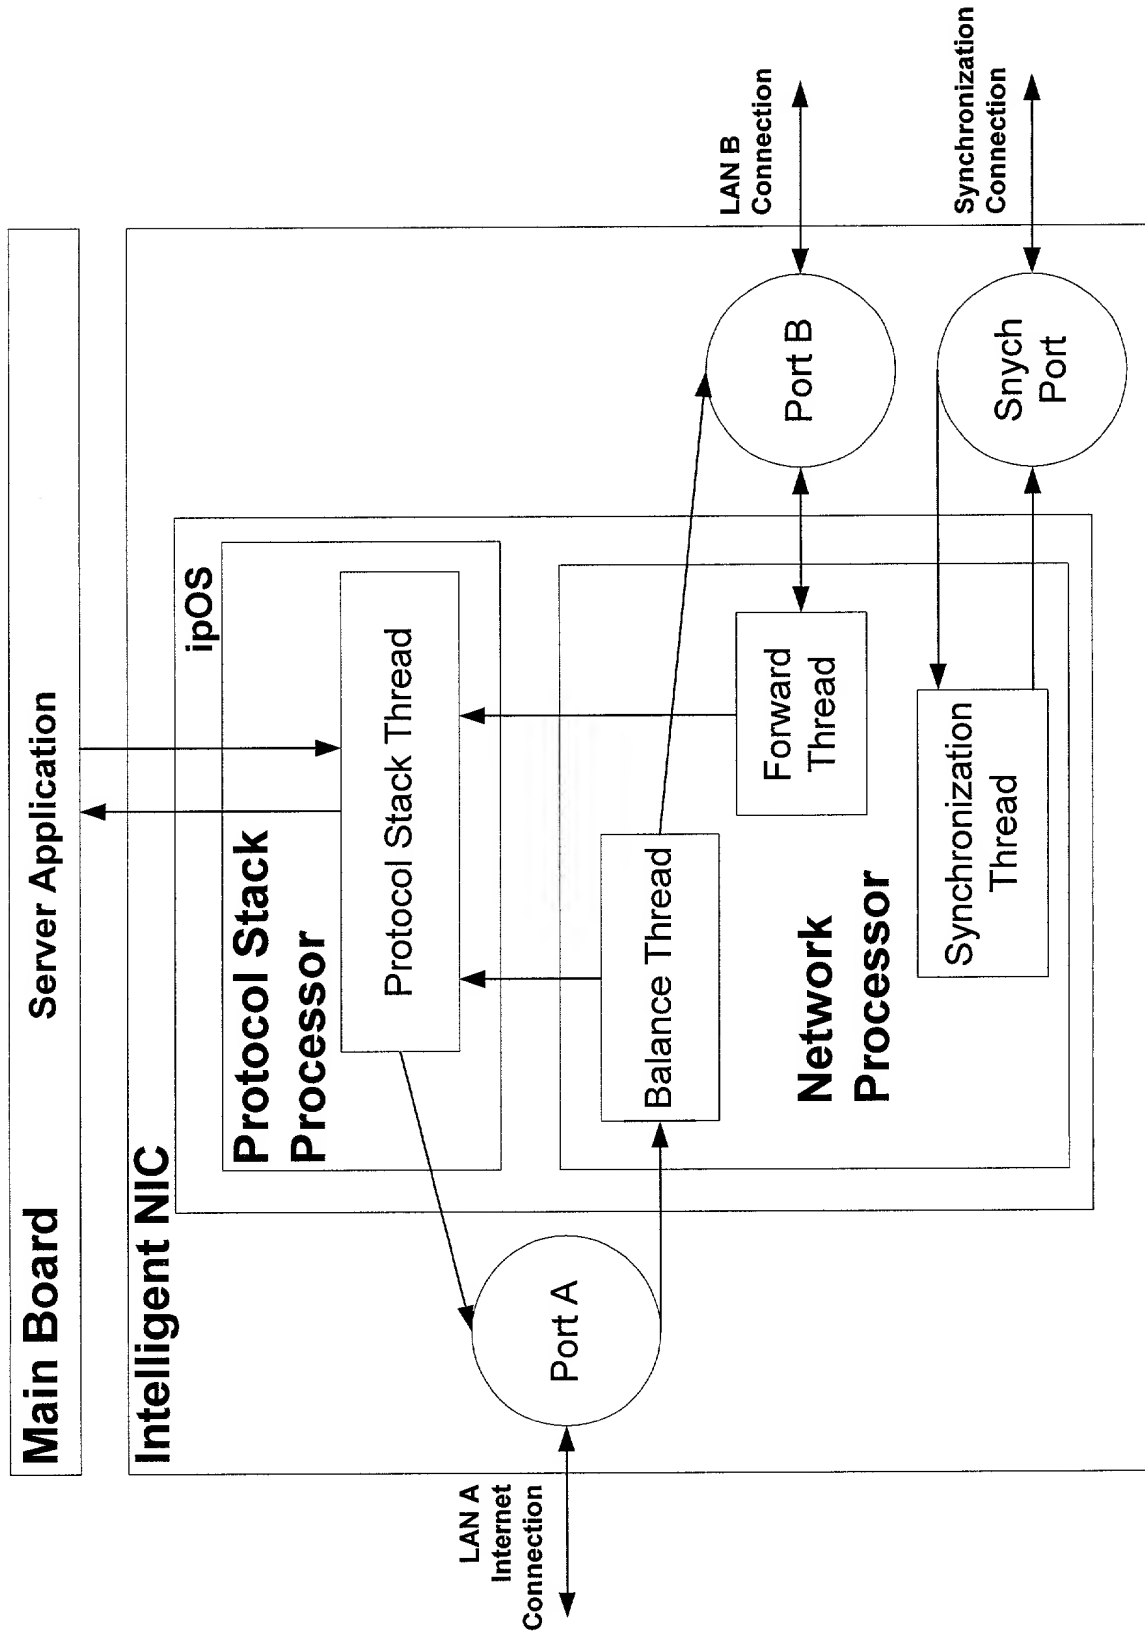 Main Board
Server Application
Intelligent NIC
ipOS
Protocol Stack
Processor
Protocol Stack Thread
LAN A
Internet
Connection
Port A
Balance Thread
Forward
Thread
Network
Processor
Synchronization
Thread
Port B
LAN B
Connection
Snych
Port
Synchronization
Connection